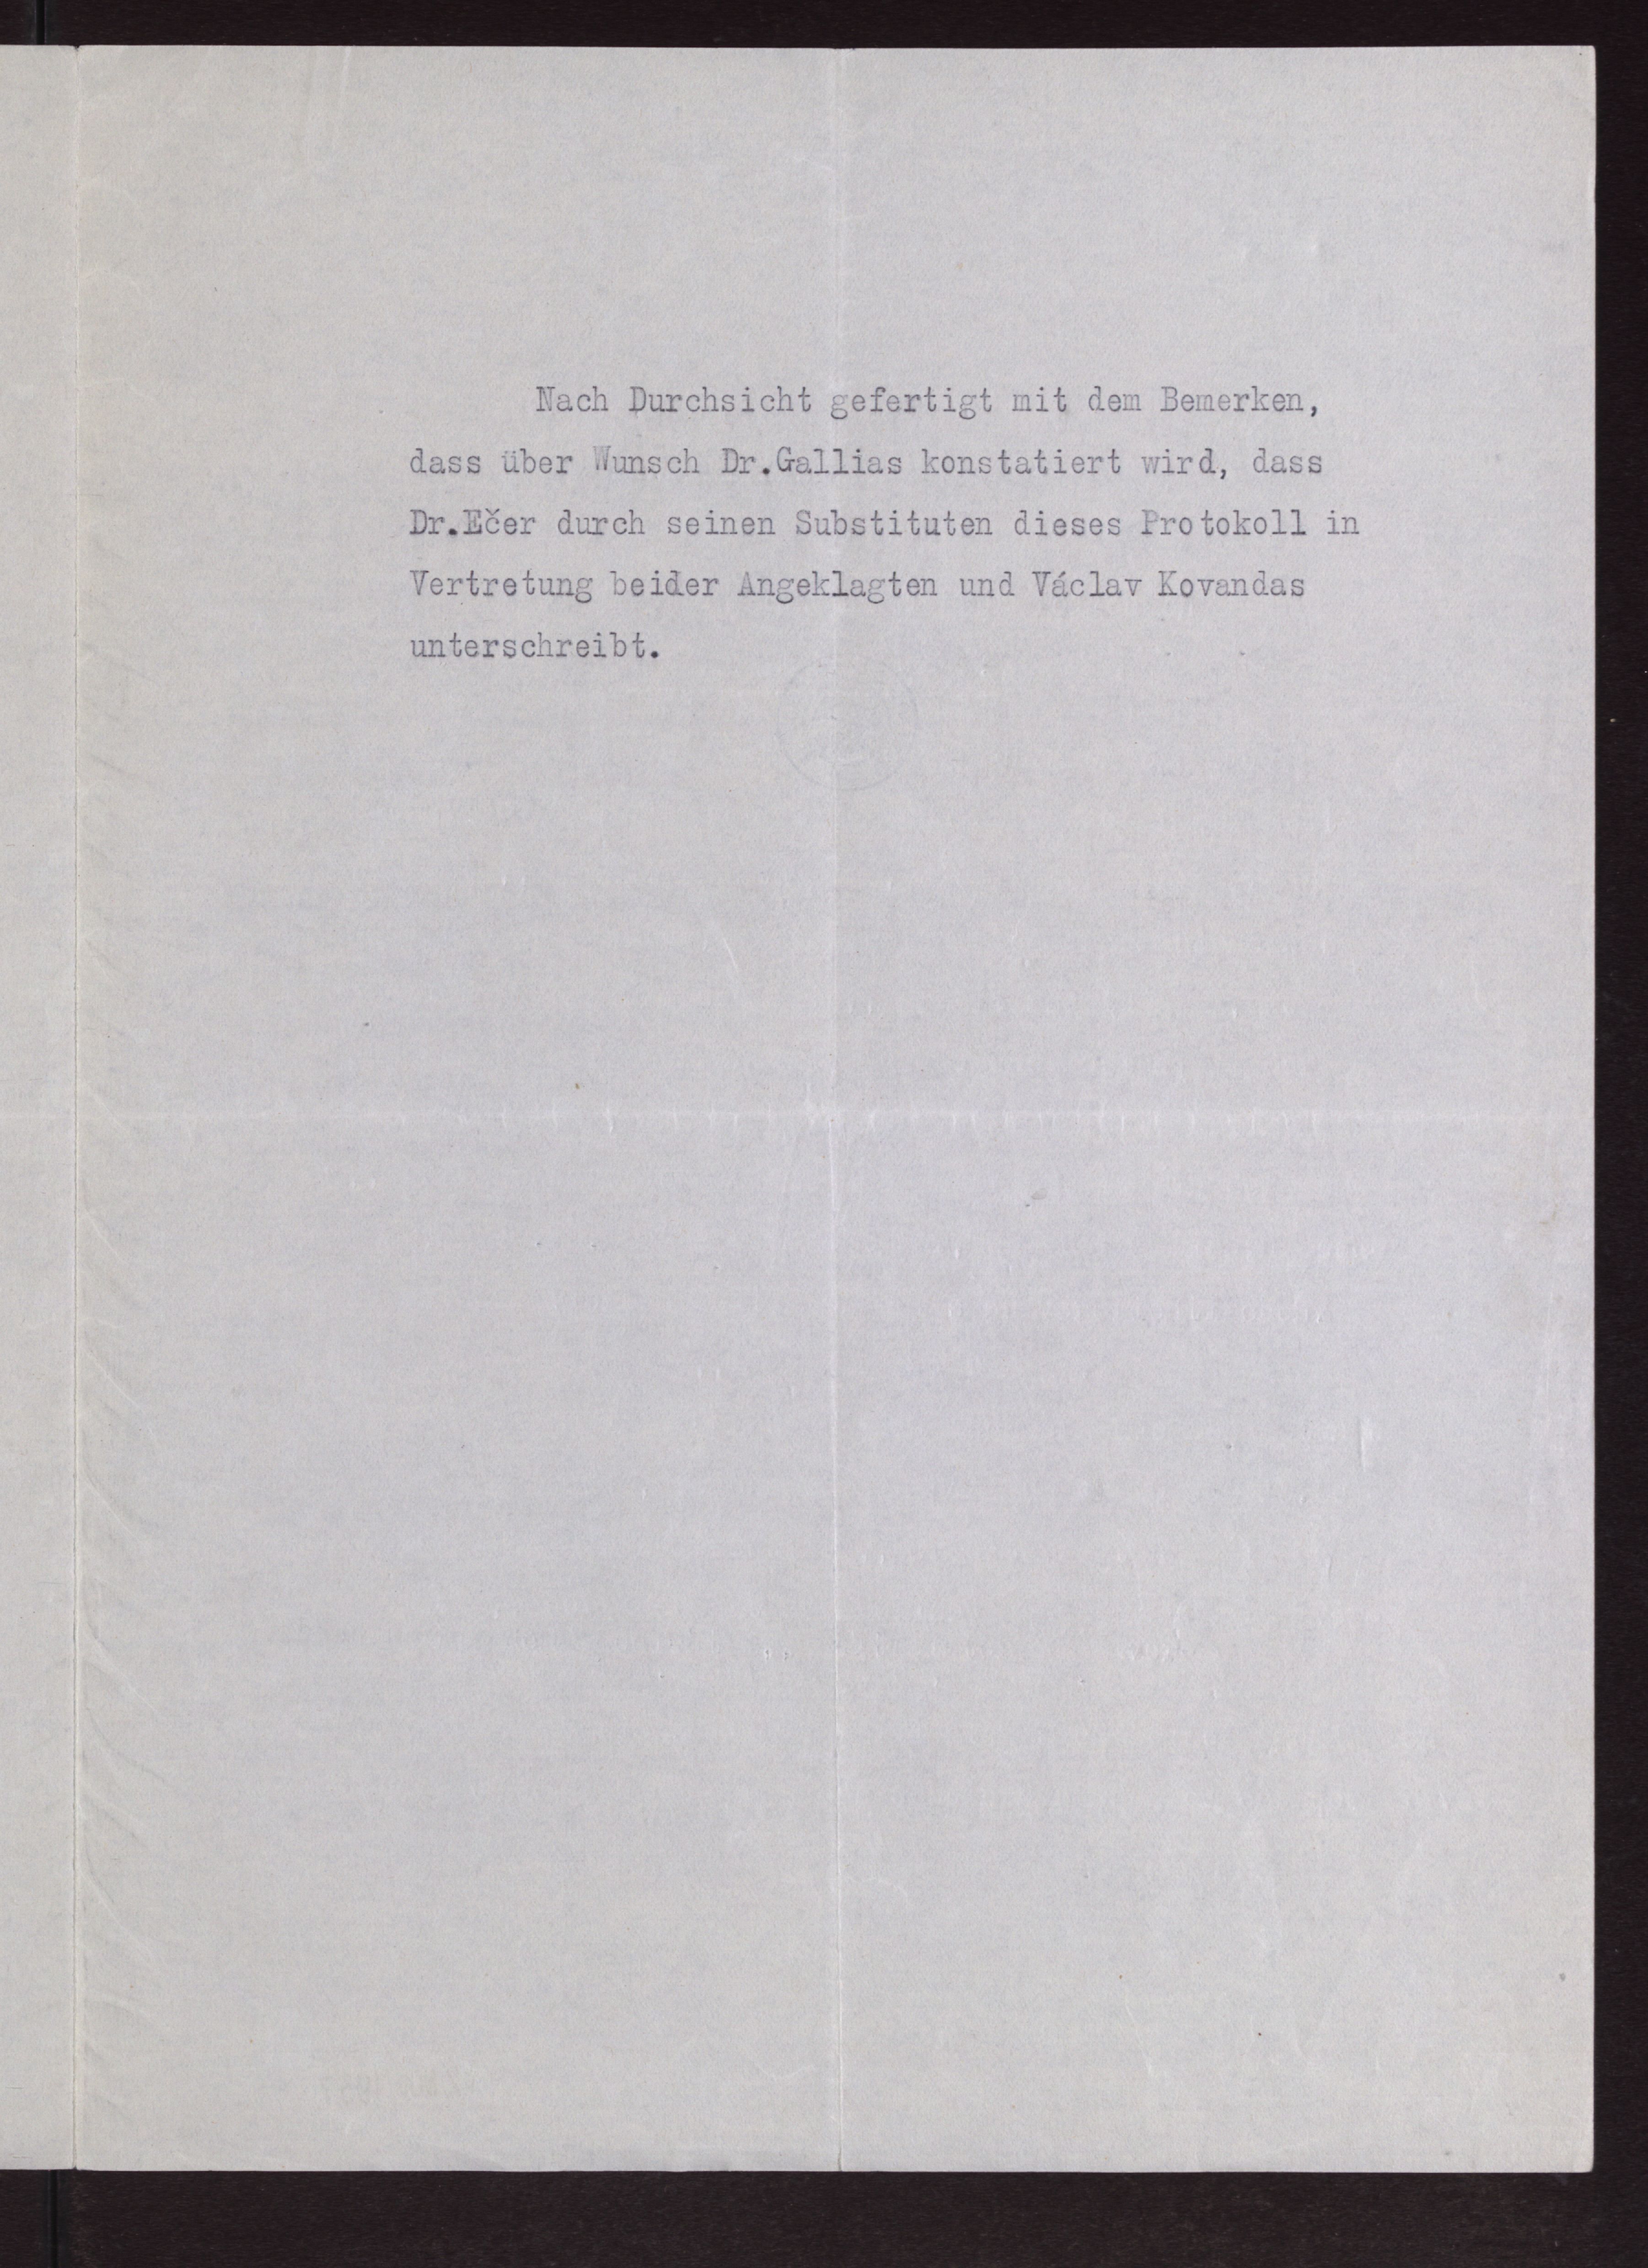 Nach Durchsicht gefertigt mit dem Bemerken,
dass über Wunsch Dr.Gallias konstatiert wird, dass
Dr.Ečer durch seinen Substituten dieses Protokoll in
Vertretung beider Angeklagten und Václav Kovandas
unterschreibt.